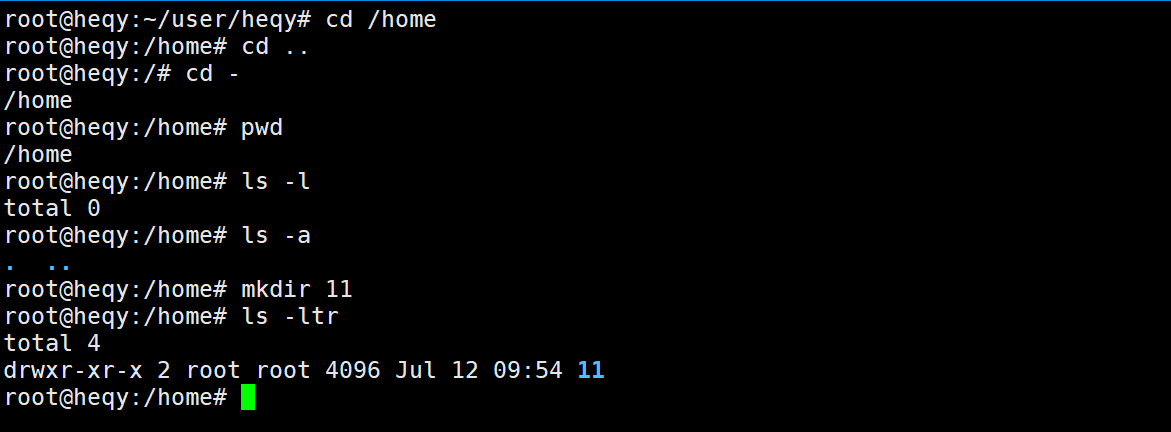 root@heqy:~/user/heqy# cd /home
root@heqy:/home# cd ..
root@heqy:/# cd -
/home
root@heqy:/home# pwd
/home
root@heqy:/home# ls -l
total 0
root@heqy:/home# ls -a
.  ..
root@heqy:/home# mkdir 11
root@heqy:/home# ls -ltr
total 4
drwxr-xr-x 2 root root 4096 Jul 12 09:54 11
root@heqy:/home#